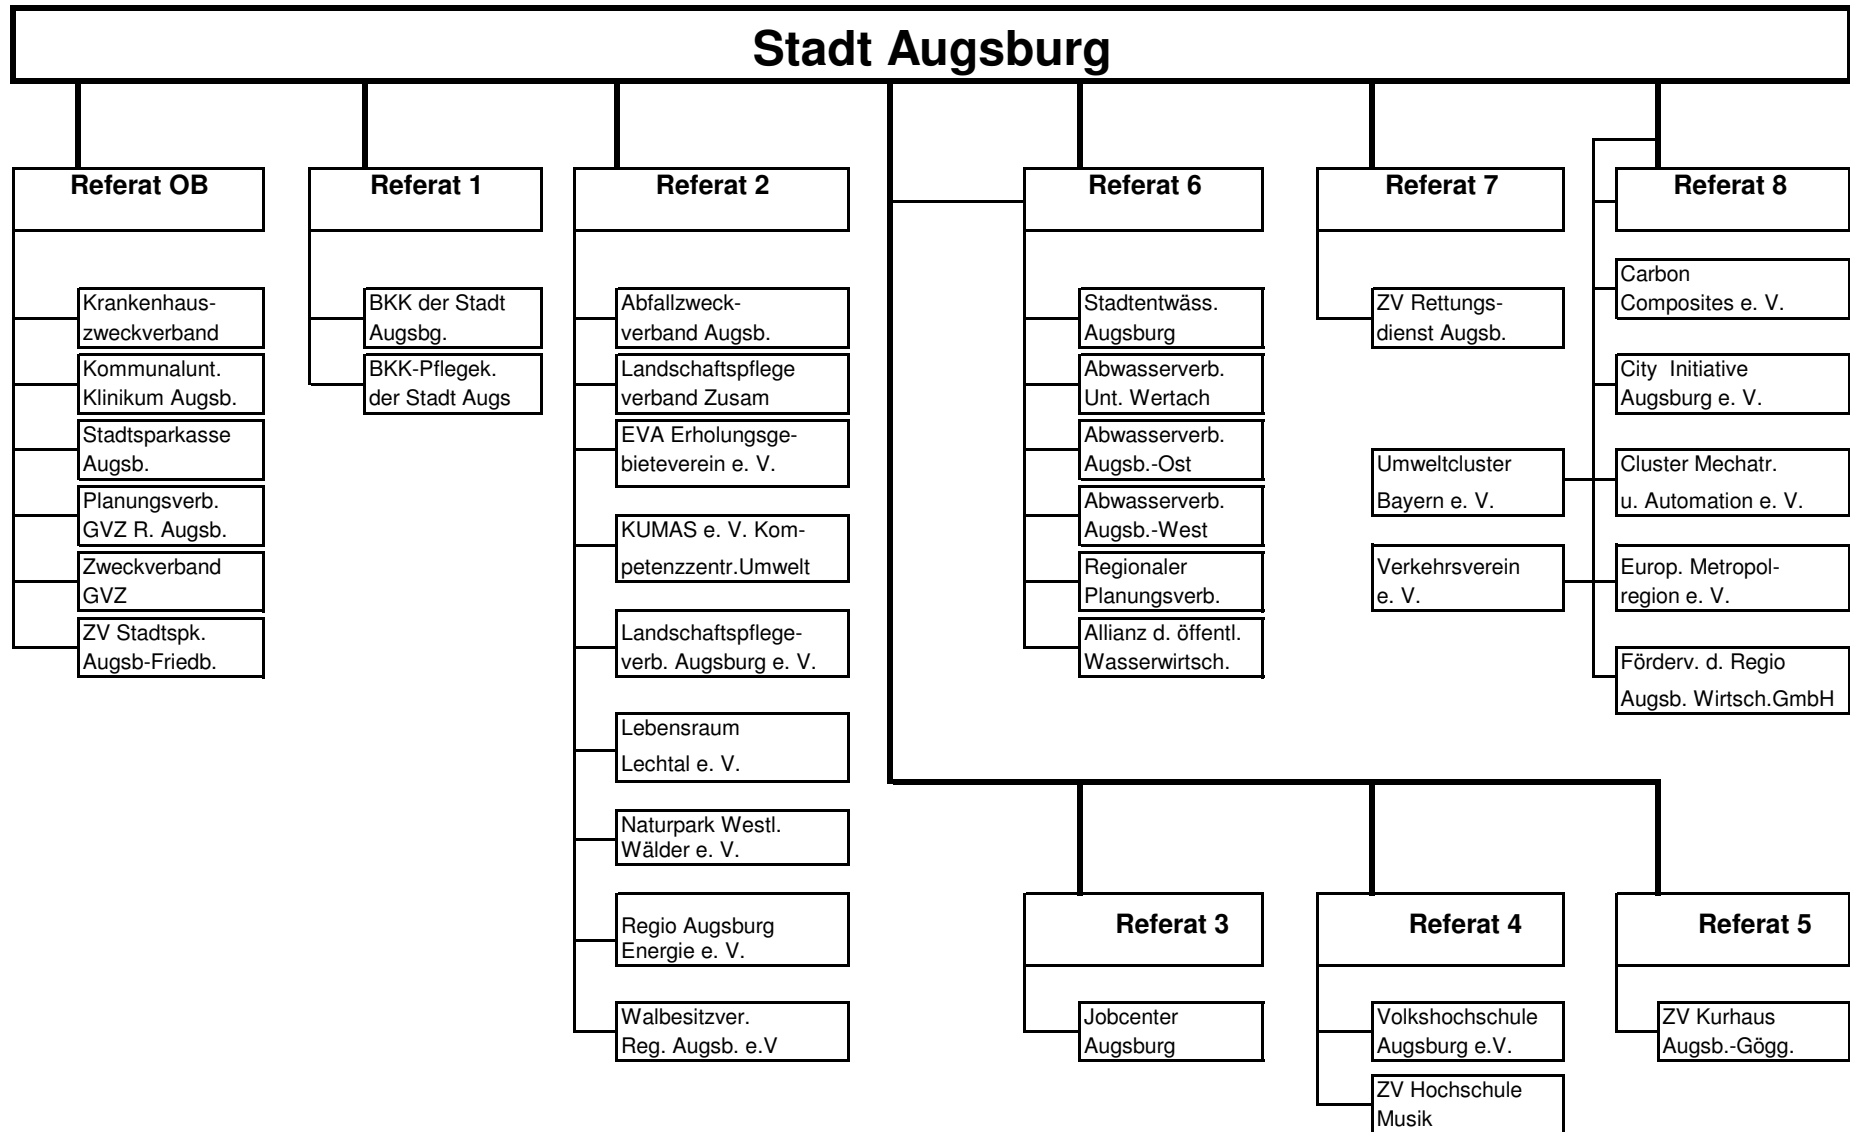 Stadt Augsburg
Referat OB
Krankenhaus-
zweckverband
Kommunalunt.
Klinikum Augsb.
Stadtsparkasse
Augsb.
Planungsverb.
GVZ R. Augsb.
Zweckverband
GVZ
ZV Stadtspk.
Augsb-Friedb.
Referat 1
BKK der Stadt
Augsbg.
BKK-Pflegek.
der Stadt Augs
Referat 2
Abfallzweck-
verband Augsb.
Landschaftspflege
verband Zusam
EVA Erholungsge-
bieteverein e. V.
KUMAS e. V. Kom-
petenzzentr.Umwelt
Landschaftspflege-
verb. Augsburg e. V.
Lebensraum
Lechtal e. V.
Naturpark Westl.
Wälder e. V.
Regio Augsburg
Energie e. V.
Walbesitzver.
Reg. Augsb. e.V
Referat 6
Stadtentwäss.
Augsburg
Abwasserverb.
Unt. Wertach
Abwasserverb.
Augsb.-Ost
Abwasserverb.
Augsb.-West
Regionaler
Planungsverb.
Allianz d. öffentl.
Wasserwirtsch.
Referat 7
ZV Rettungs-
dienst Augsb.
Referat 8
Carbon
Composites e. V.
City Initiative
Augsburg e. V.
Umweltcluster
Bayern e. V.
Cluster Mechatr.
u. Automation e. V.
Verkehrsverein
e. V.
Europ. Metropol-
region e. V.
Förderv. d. Regio
Augsb. Wirtsch.GmbH
Referat 3
Jobcenter
Augsburg
Referat 4
Volkshochschule
Augsburg e.V.
ZV Hochschule
Musik
Referat 5
ZV Kurhaus
Augsb.-Gögg.